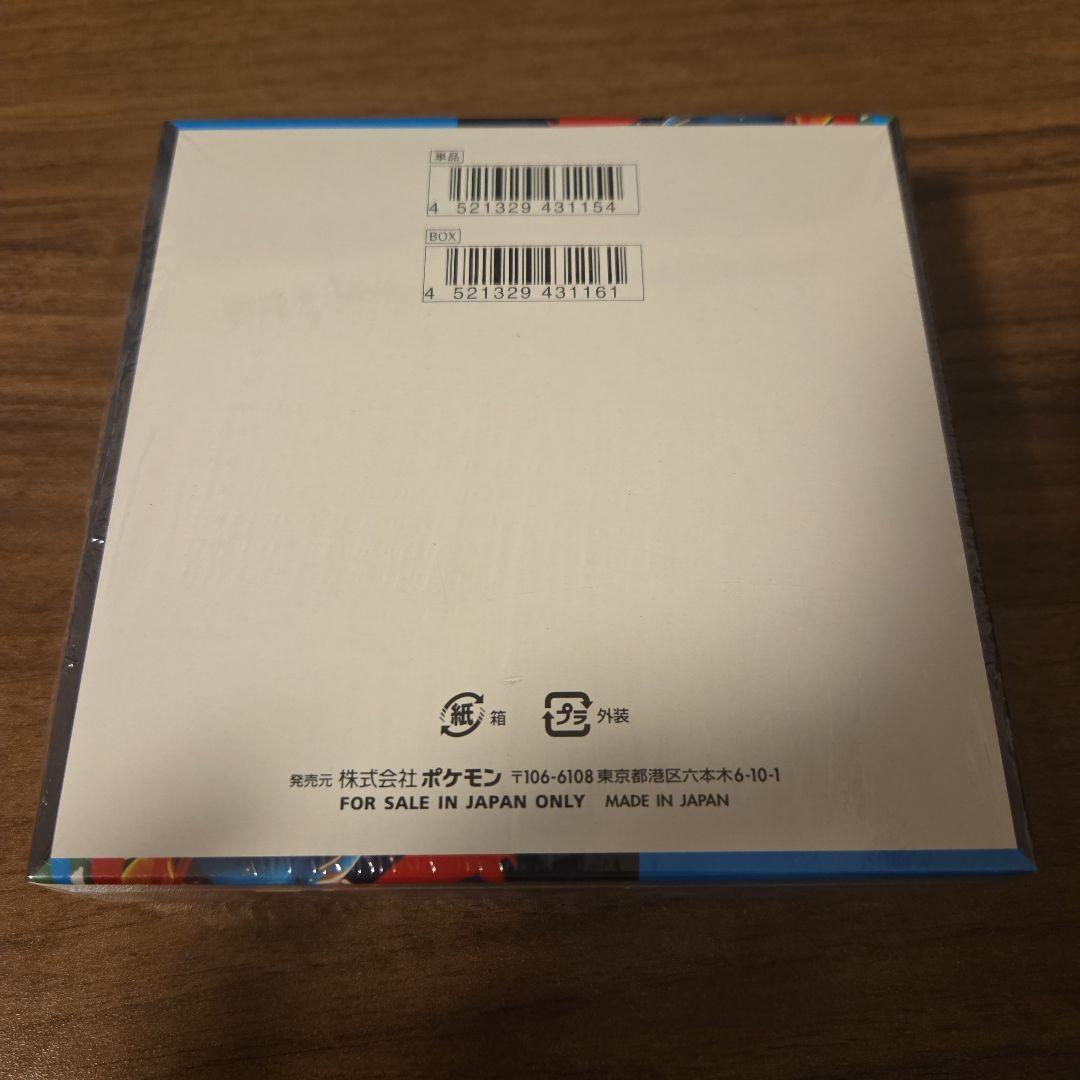 単品
4 521329 431154
BOX
4 521329 431161
紙 箱 プラ 外装
発売元 株式会社ポケモン 〒106-6108 東京都港区六本木6-10-1
FOR SALE IN JAPAN ONLY MADE IN JAPAN